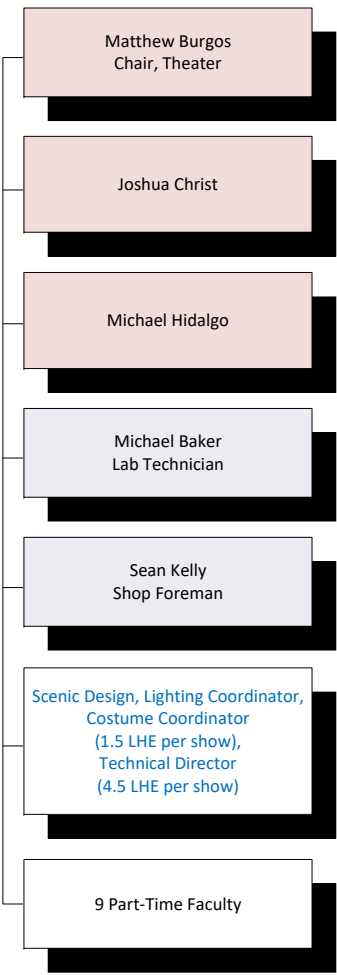 Matthew Burgos
Chair, Theater
Joshua Christ
Michael Hidalgo
Michael Baker
Lab Technician
Sean Kelly
Shop Foreman
Scenic Design, Lighting Coordinator,
Costume Coordinator
(1.5 LHE per show),
Technical Director
(4.5 LHE per show)
9 Part-Time Faculty